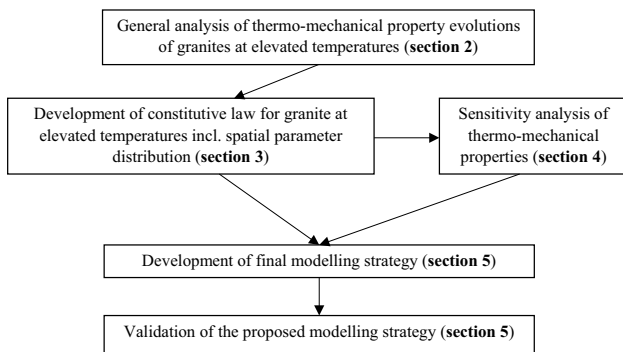 General analysis of thermo-mechanical property evolutions
of granites at elevated temperatures (section 2)
Development of constitutive law for granite at
elevated temperatures incl. spatial parameter
distribution (section 3)
Sensitivity analysis of
thermo-mechanical
properties (section 4)
Development of final modelling strategy (section 5)
Validation of the proposed modelling strategy (section 5)